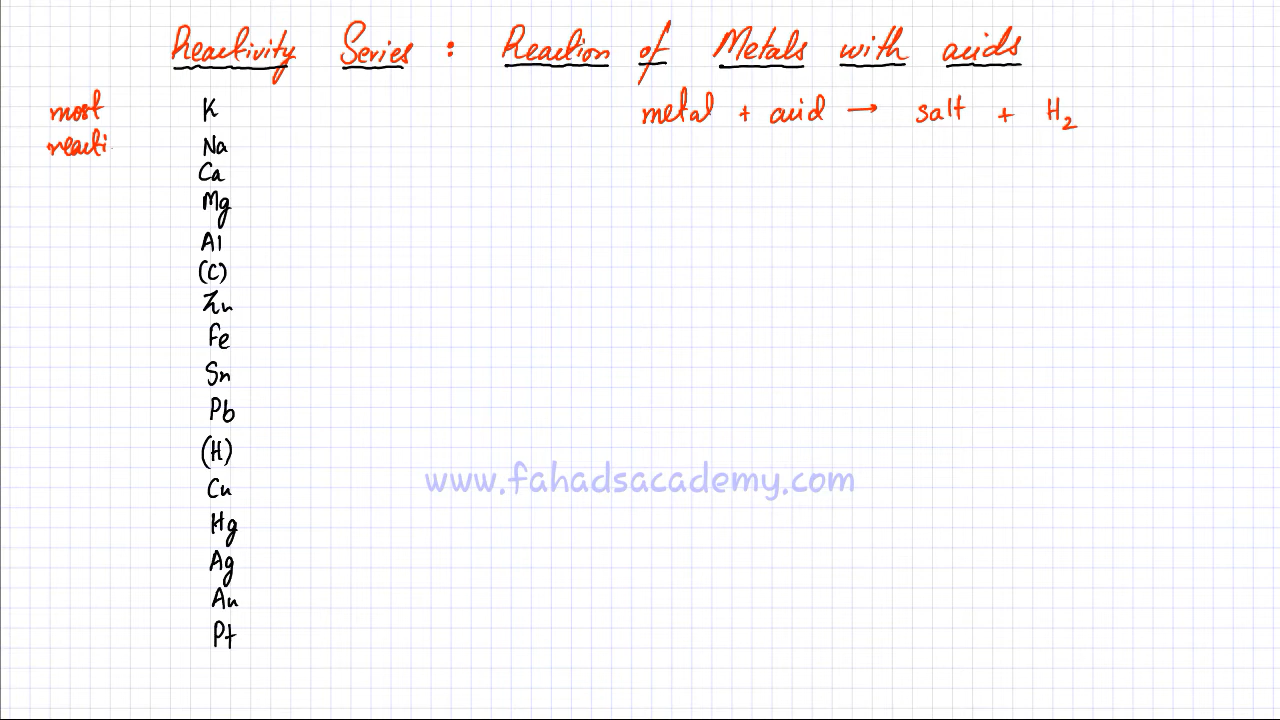 Reactivity Series : Reaction of Metals with acids
most K metal + acid → salt + H₂
reacti Na
Ca
Mg
Al
(C)
Zn
Fe
Sn
Pb
(H)
www.fahadsacademy.com
Cu
Hg
Ag
Au
Pt